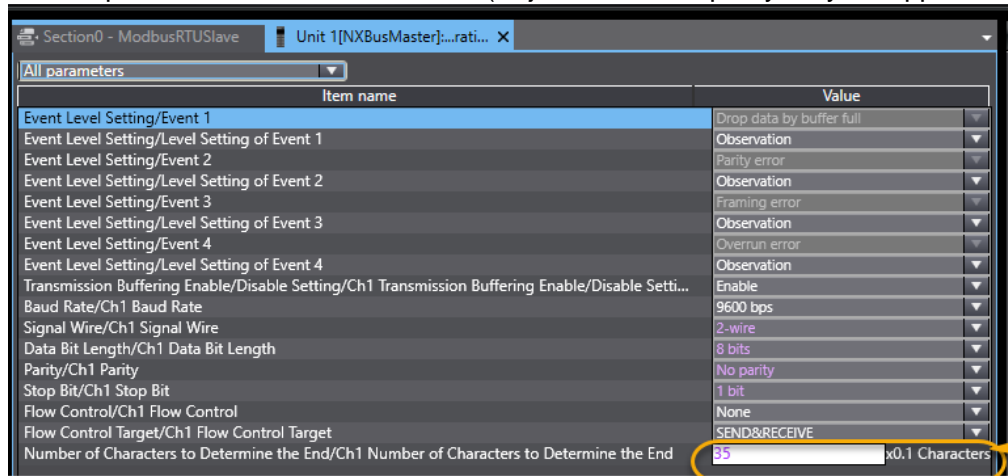 Section0 - ModbusRTUSlave Unit 1[NXBusMaster]:...rati... X
All parameters
Item name Value
Event Level Setting/Event 1 Drop data by buffer full
Event Level Setting/Level Setting of Event 1 Observation
Event Level Setting/Event 2 Parity error
Event Level Setting/Level Setting of Event 2 Observation
Event Level Setting/Event 3 Framing error
Event Level Setting/Level Setting of Event 3 Observation
Event Level Setting/Event 4 Overrun error
Event Level Setting/Level Setting of Event 4 Observation
Transmission Buffering Enable/Disable Setting/Ch1 Transmission Buffering Enable/Disable Setti... Enable
Baud Rate/Ch1 Baud Rate 9600 bps
Signal Wire/Ch1 Signal Wire 2-wire
Data Bit Length/Ch1 Data Bit Length 8 bits
Parity/Ch1 Parity No parity
Stop Bit/Ch1 Stop Bit 1 bit
Flow Control/Ch1 Flow Control None
Flow Control Target/Ch1 Flow Control Target SEND&RECEIVE
Number of Characters to Determine the End/Ch1 Number of Characters to Determine the End 35 x0.1 Characters